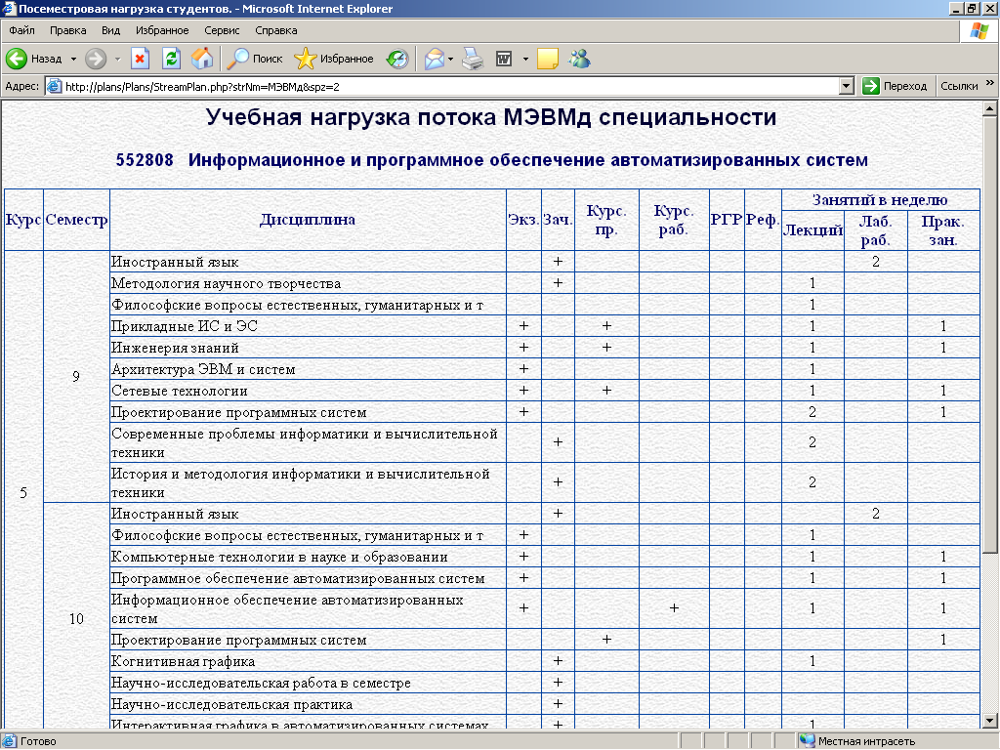 Посеместровая нагрузка студентов. - Microsoft Internet Explorer
Файл Правка Вид Избранное Сервис Справка
Назад Поиск Избранное
Адрес: http://plans/Plans/StreamPlan.php?strNm=МЭВМд&spz=2 Переход Ссылки »
Учебная нагрузка потока МЭВМд специальности
552808 Информационное и программное обеспечение автоматизированных систем
Курс Семестр Дисциплина Экз. Зач. Курс. пр. Курс. раб. РГР Реф. Занятий в неделю
Лекций Лаб. раб. Прак. зан.
5
9
Иностранный язык + 2
Методология научного творчества + 1
Философские вопросы естественных, гуманитарных и т 1
Прикладные ИС и ЭС + + 1 1
Инженерия знаний + + 1 1
Архитектура ЭВМ и систем + 1
Сетевые технологии + + 1 1
Проектирование программных систем + 2 1
Современные проблемы информатики и вычислительной
техники + 2
История и методология информатики и вычислительной
техники + 2
10
Иностранный язык + 2
Философские вопросы естественных, гуманитарных и т + 1
Компьютерные технологии в науке и образовании + 1 1
Программное обеспечение автоматизированных систем + 1 1
Информационное обеспечение автоматизированных
систем + + 1 1
Проектирование программных систем + 1
Когнитивная графика + 1
Научно-исследовательская работа в семестре +
Научно-исследовательская практика +
Интерактивная графика в автоматизированных системах + 1
Готово Местная интрасеть